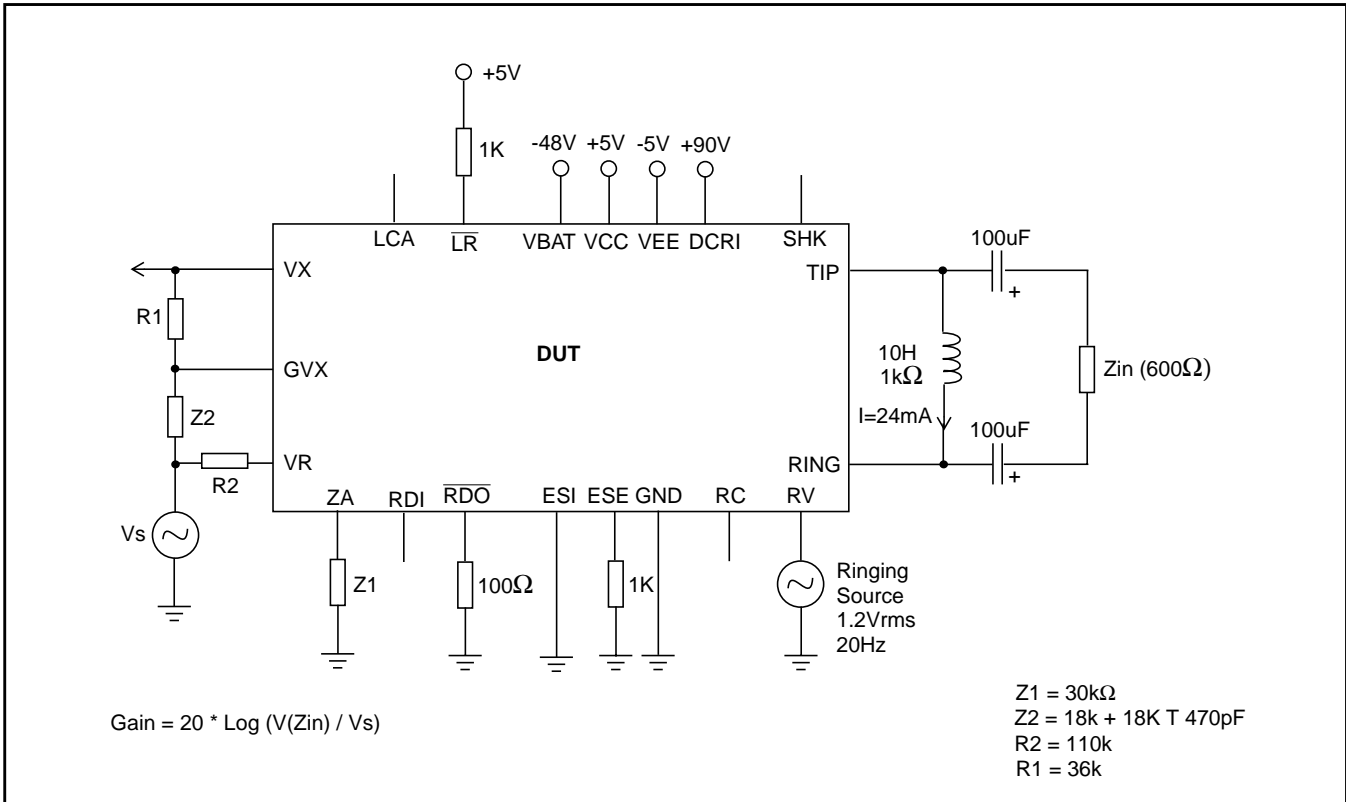 +5V
1K
-48V +5V -5V +90V
LCA LR VBAT VCC VEE DCRI SHK
100uF
+
VX
TIP
R1
DUT
10H
1kΩ
Zin (600Ω)
GVX
Z2
I=24mA
100uF
VR
RING
+
R2
ZA RDI RDO ESI ESE GND RC RV
Vs
Z1
100Ω
1K
Ringing
Source
1.2Vrms
20Hz
Gain = 20 * Log (V(Zin) / Vs)
Z1 = 30kΩ
Z2 = 18k + 18K T 470pF
R2 = 110k
R1 = 36k